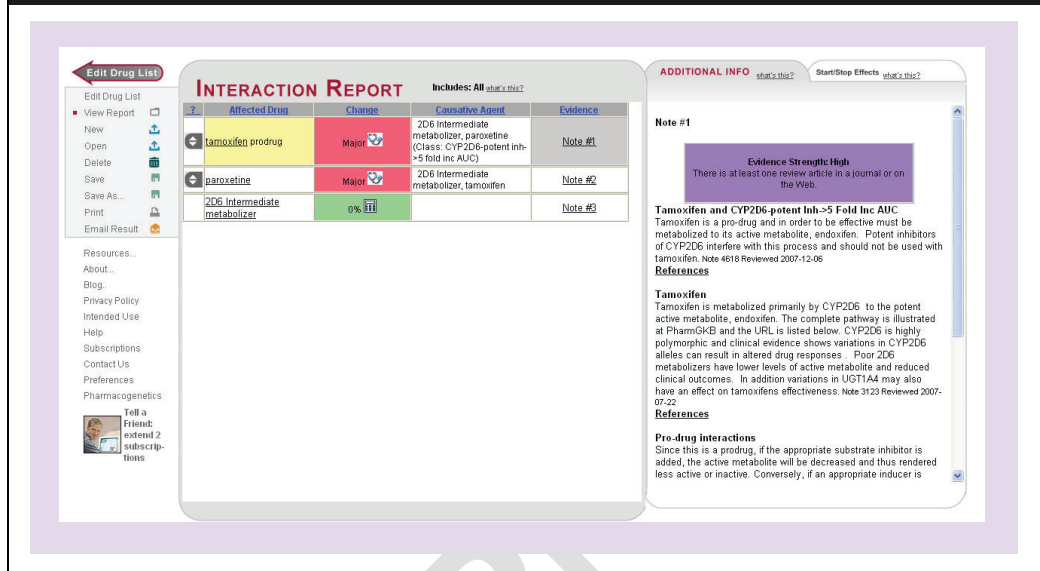 Edit Drug List
Edit Drug List
View Report
New
Open
Delete
Save
Save As...
Print
Email Result
Resources...
About...
Blog..
Privacy Policy
Intended Use
Help
Subscriptions
Contact Us
Preferences
Pharmacogenetics
Tell a
Friend:
extend 2
subscrip-
tions
INTERACTION REPORT Includes: All what's this?
? Affected Drug Change Causative Agent Evidence
tamoxifen prodrug Major 2D6 Intermediate
metabolizer, paroxetine
(Class: CYP2D6-potent inh-
>5 fold inc AUC) Note #1
paroxetine Major 2D6 Intermediate
metabolizer, tamoxifen Note #2
2D6 Intermediate
metabolizer 0% Note #3
ADDITIONAL INFO what's this? Start/Stop Effects what's this?
Note #1
Evidence Strength: High
There is at least one review article in a journal or on
the Web.
Tamoxifen and CYP2D6-potent Inh->5 Fold Inc AUC
Tamoxifen is a pro-drug and in order to be effective must be
metabolized to its active metabolite, endoxifen. Potent inhibitors
of CYP2D6 interfere with this process and should not be used with
tamoxifen. Note 4618 Reviewed 2007-12-06
References
Tamoxifen
Tamoxifen is metabolized primarily by CYP2D6 to the potent
active metabolite, endoxifen. The complete pathway is illustrated
at PharmGKB and the URL is listed below. CYP2D6 is highly
polymorphic and clinical evidence shows variations in CYP2D6
alleles can result in altered drug responses . Poor 2D6
metabolizers have lower levels of active metabolite and reduced
clinical outcomes. In addition variations in UGT1A4 may also
have an effect on tamoxifens effectiveness. Note 3123 Reviewed 2007-
07-22
References
Pro-drug interactions
Since this is a prodrug, if the appropriate substrate inhibitor is
added, the active metabolite will be decreased and thus rendered
less active or inactive. Conversely, if an appropriate inducer is